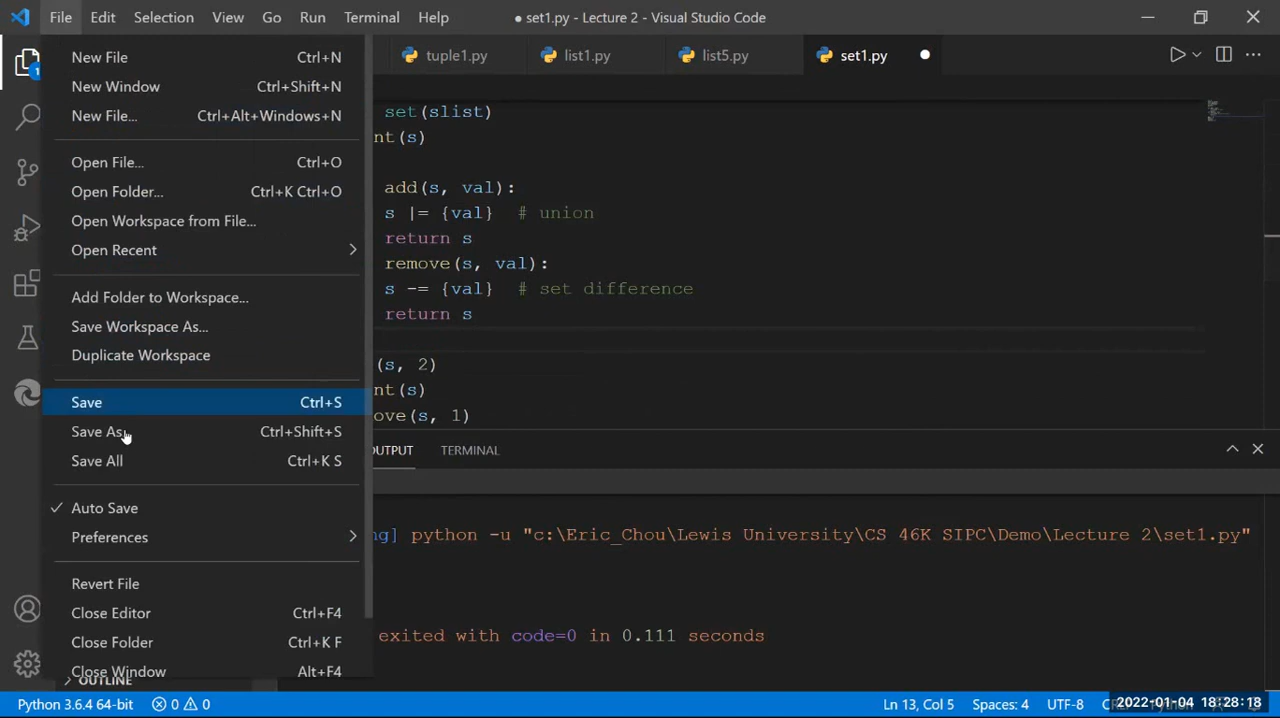 File Edit Selection View Go Run Terminal Help ● set1.py - Lecture 2 - Visual Studio Code
tuple1.py list1.py list5.py set1.py
New File Ctrl+N
New Window Ctrl+Shift+N
New File... Ctrl+Alt+Windows+N
Open File... Ctrl+O
Open Folder... Ctrl+K Ctrl+O
Open Workspace from File...
Open Recent
Add Folder to Workspace...
Save Workspace As...
Duplicate Workspace
Save Ctrl+S
Save As Ctrl+Shift+S
Save All Ctrl+K S
Auto Save
Preferences
Revert File
Close Editor Ctrl+F4
Close Folder Ctrl+K F
Close Window Alt+F4
OUTLINE
1
set(slist)
nt(s)
add(s, val):
s |= {val} # union
return s
remove(s, val):
s -= {val} # set difference
return s
(s, 2)
nt(s)
ove(s, 1)
OUTPUT TERMINAL
ng] python -u "c:\Eric_Chou\Lewis University\CS 46K SIPC\Demo\Lecture 2\set1.py"
exited with code=0 in 0.111 seconds
Python 3.6.4 64-bit 0 0 Ln 13, Col 5 Spaces: 4 UTF-8 2022-01-04 18:28:18